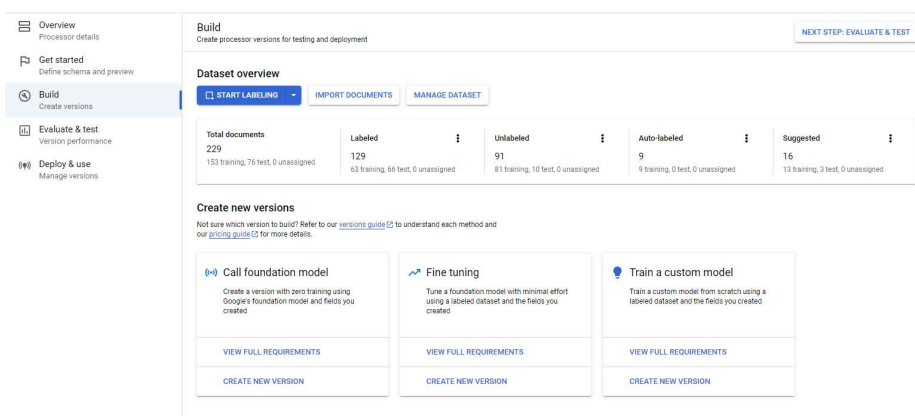 Overview
Processor details
Get started
Define schema and preview
Build
Create versions
Evaluate & test
Version performance
Deploy & use
Manage versions
Build
Create processor versions for testing and deployment
NEXT STEP: EVALUATE & TEST
Dataset overview
START LABELING
IMPORT DOCUMENTS
MANAGE DATASET
Total documents
229
153 training, 76 test, 0 unassigned
Labeled
129
63 training, 66 test, 0 unassigned
Unlabeled
91
81 training, 10 test, 0 unassigned
Auto-labeled
9
9 training, 0 test, 0 unassigned
Suggested
16
13 training, 3 test, 0 unassigned
Create new versions
Not sure which version to build? Refer to our versions guide to understand each method and
our pricing guide for more details.
Call foundation model
Create a version with zero training using
Google's foundation model and fields you
created
VIEW FULL REQUIREMENTS
CREATE NEW VERSION
Fine tuning
Tune a foundation model with minimal effort
using a labeled dataset and the fields you
created
VIEW FULL REQUIREMENTS
CREATE NEW VERSION
Train a custom model
Train a custom model from scratch using a
labeled dataset and the fields you created
VIEW FULL REQUIREMENTS
CREATE NEW VERSION